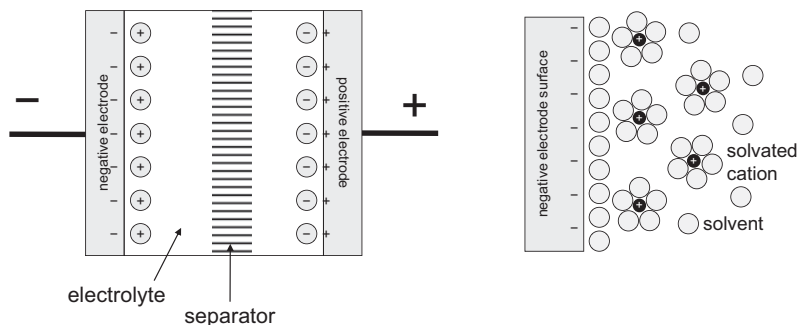 negative electrode
positive electrode
−
+
electrolyte
separator
negative electrode surface
solvated
cation
solvent